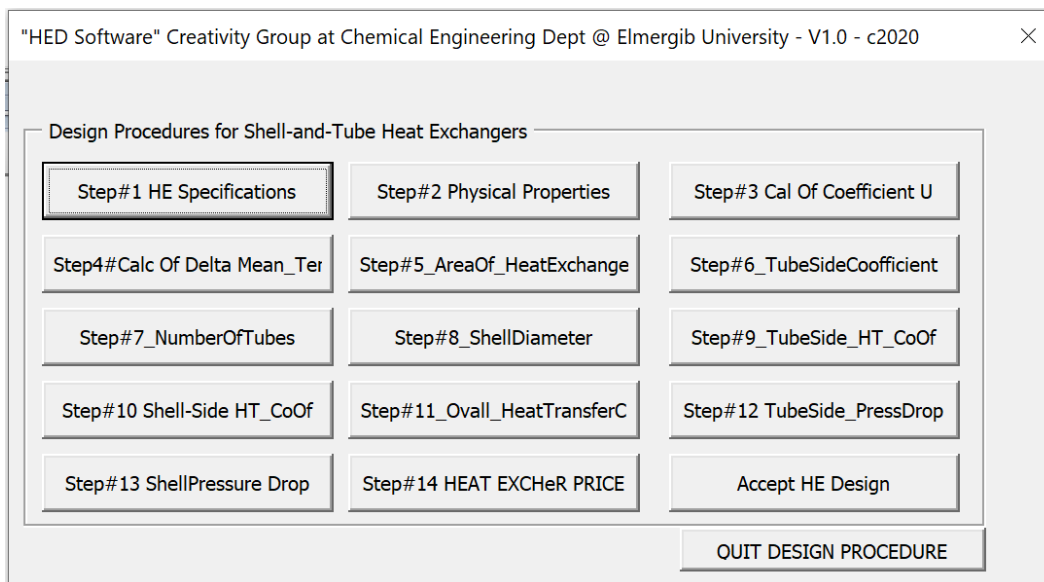 "HED Software" Creativity Group at Chemical Engineering Dept @ Elmergib University - V1.0 - c2020
Design Procedures for Shell-and-Tube Heat Exchangers
Step#1 HE Specifications
Step#2 Physical Properties
Step#3 Cal Of Coefficient U
Step4#Calc Of Delta Mean_Ter
Step#5_AreaOf_HeatExchange
Step#6_TubeSideCoofficient
Step#7_NumberOfTubes
Step#8_ShellDiameter
Step#9_TubeSide_HT_CoOf
Step#10 Shell-Side HT_CoOf
Step#11_Ovall_HeatTransferC
Step#12 TubeSide_PressDrop
Step#13 ShellPressure Drop
Step#14 HEAT EXCHeR PRICE
Accept HE Design
QUIT DESIGN PROCEDURE